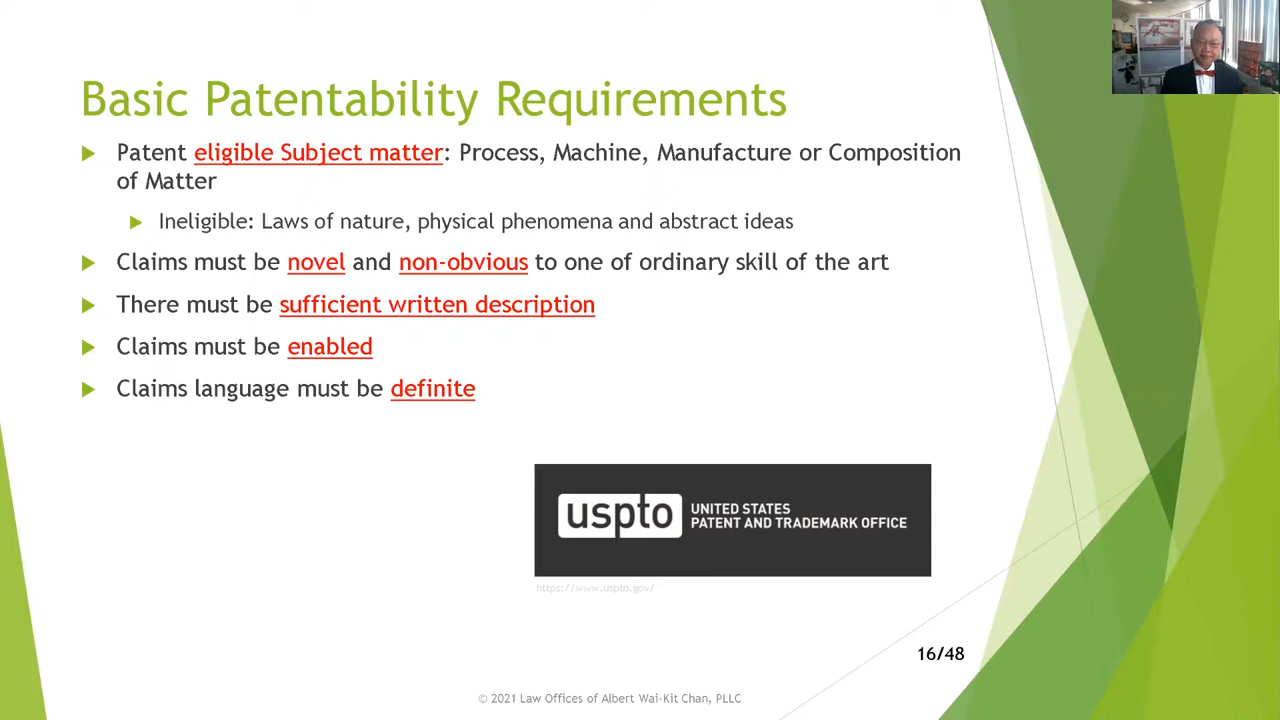 Basic Patentability Requirements
Patent eligible Subject matter: Process, Machine, Manufacture or Composition
of Matter
Ineligible: Laws of nature, physical phenomena and abstract ideas
Claims must be novel and non-obvious to one of ordinary skill of the art
There must be sufficient written description
Claims must be enabled
Claims language must be definite
uspto
UNITED STATES
PATENT AND TRADEMARK OFFICE
https://www.uspto.gov/
16/48
© 2021 Law Offices of Albert Wai-Kit Chan, PLLC